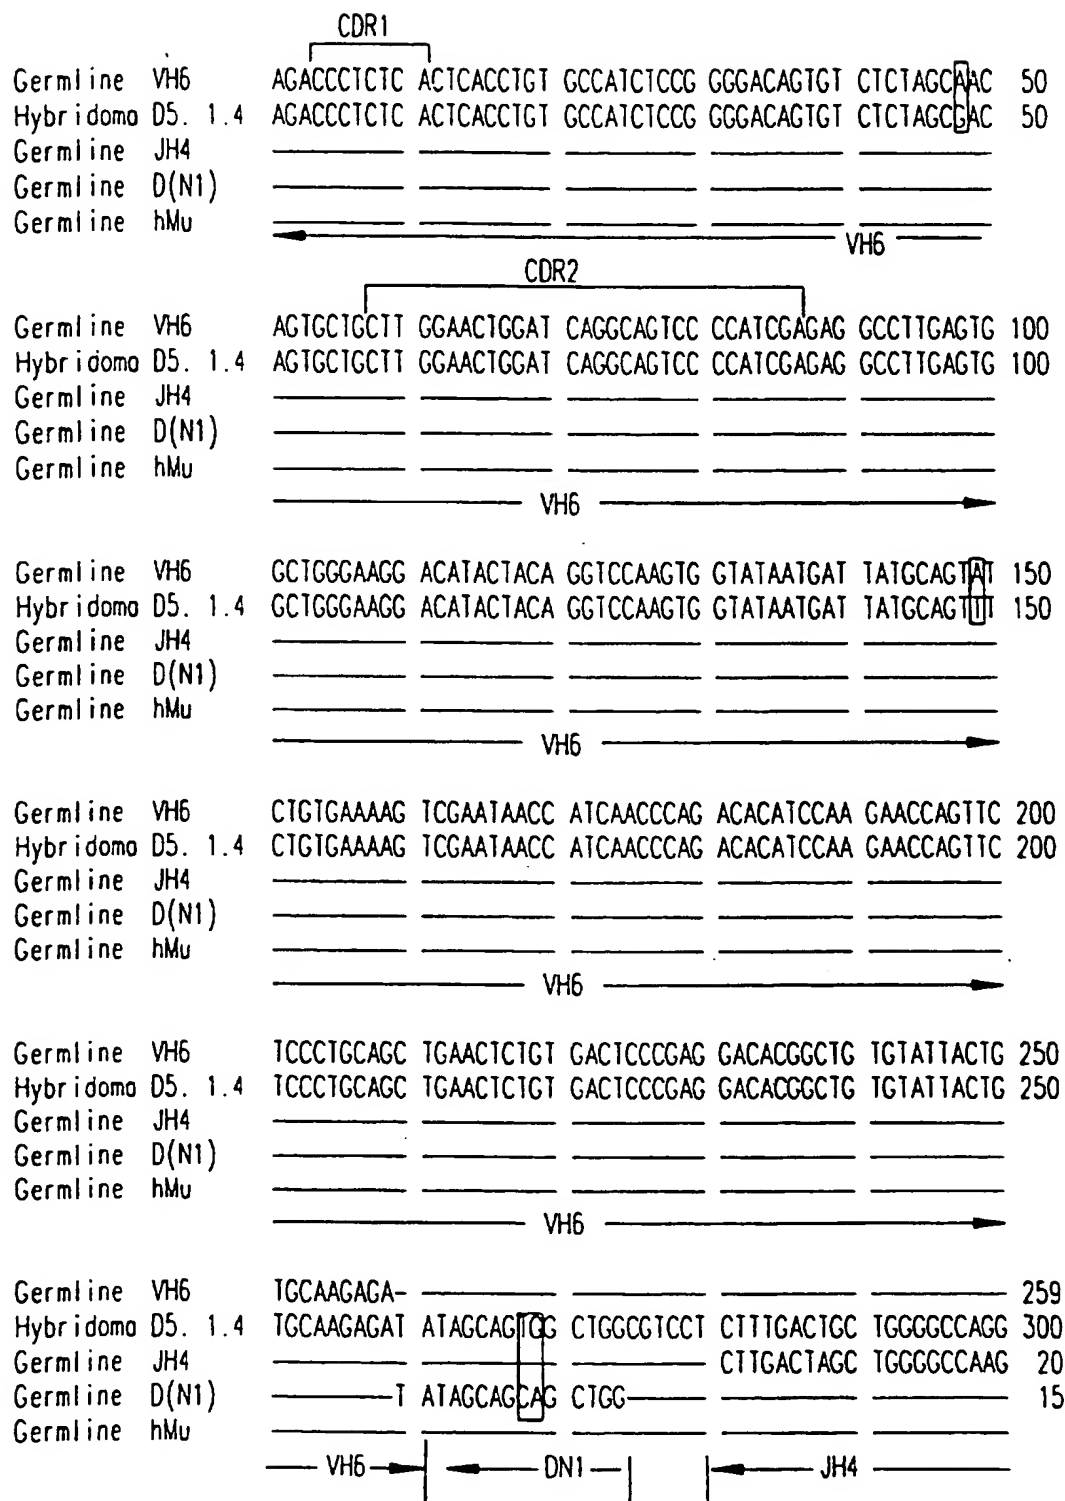 CDR1
Germline VH6 AGACCCTCTC ACTCACCTGT GCCATCTCCG GGGACAGTGT CTCTAGCAAC 50
Hybridoma D5. 1.4 AGACCCTCTC ACTCACCTGT GCCATCTCCG GGGACAGTGT CTCTAGCGAC 50
Germline JH4
Germline D(N1)
Germline hMu
VH6
CDR2
Germline VH6 AGTGCTGCTT GGAACTGGAT CAGGCAGTCC CCATCGAGAG GCCTTGAGTG 100
Hybridoma D5. 1.4 AGTGCTGCTT GGAACTGGAT CAGGCAGTCC CCATCGAGAG GCCTTGAGTG 100
Germline JH4
Germline D(N1)
Germline hMu
VH6
Germline VH6 GCTGGGAAGG ACATACTACA GGTCCAAGTG GTATAATGAT TATGCAGTAT 150
Hybridoma D5. 1.4 GCTGGGAAGG ACATACTACA GGTCCAAGTG GTATAATGAT TATGCAGTTT 150
Germline JH4
Germline D(N1)
Germline hMu
VH6
Germline VH6 CTGTGAAAAG TCGAATAACC ATCAACCCAG ACACATCCAA GAACCAGTTC 200
Hybridoma D5. 1.4 CTGTGAAAAG TCGAATAACC ATCAACCCAG ACACATCCAA GAACCAGTTC 200
Germline JH4
Germline D(N1)
Germline hMu
VH6
Germline VH6 TCCCTGCAGC TGAACTCTGT GACTCCCGAG GACACGGCTG TGTATTACTG 250
Hybridoma D5. 1.4 TCCCTGCAGC TGAACTCTGT GACTCCCGAG GACACGGCTG TGTATTACTG 250
Germline JH4
Germline D(N1)
Germline hMu
VH6
Germline VH6 TGCAAGAGA- 259
Hybridoma D5. 1.4 TGCAAGAGAT ATAGCAGTGG CTGGCGTCCT CTTTGACTGC TGGGGCCAGG 300
Germline JH4 CTTGACTAGC TGGGGCCAAG 20
Germline D(N1) T ATAGCAGCAG CTGG 15
Germline hMu
VH6 DN1 JH4